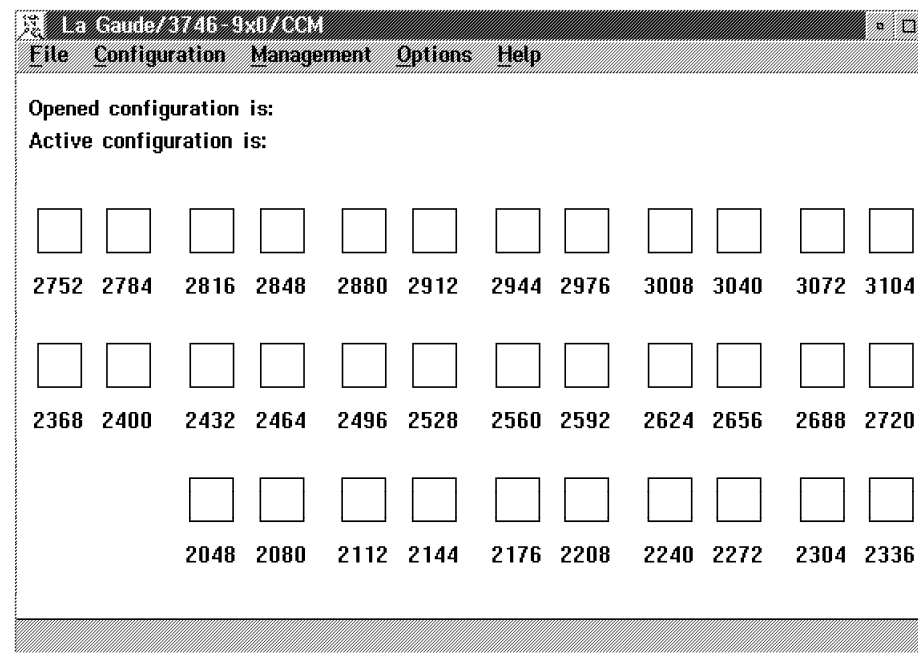 La Gaude/3746-9x0/CCM
File Configuration Management Options Help
Opened configuration is:
Active configuration is:
2752 2784 2816 2848 2880 2912 2944 2976 3008 3040 3072 3104
2368 2400 2432 2464 2496 2528 2560 2592 2624 2656 2688 2720
2048 2080 2112 2144 2176 2208 2240 2272 2304 2336